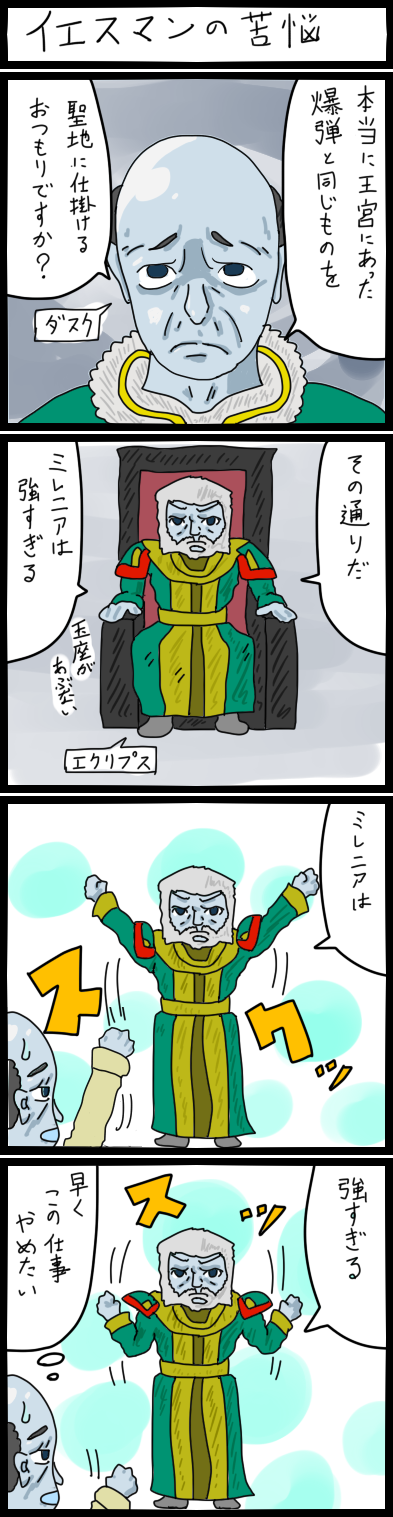 イエスマンの苦悩
本当に王宮にあった
爆弾と同じものを
聖地に仕掛ける
おつもりですか？
ダスク
その通りだ
ミレニアは
強すぎる
玉座が
あぶない
エクリプス
ミレニアは
スクッ
強すぎる
スッ
早く
この仕事
やめたい